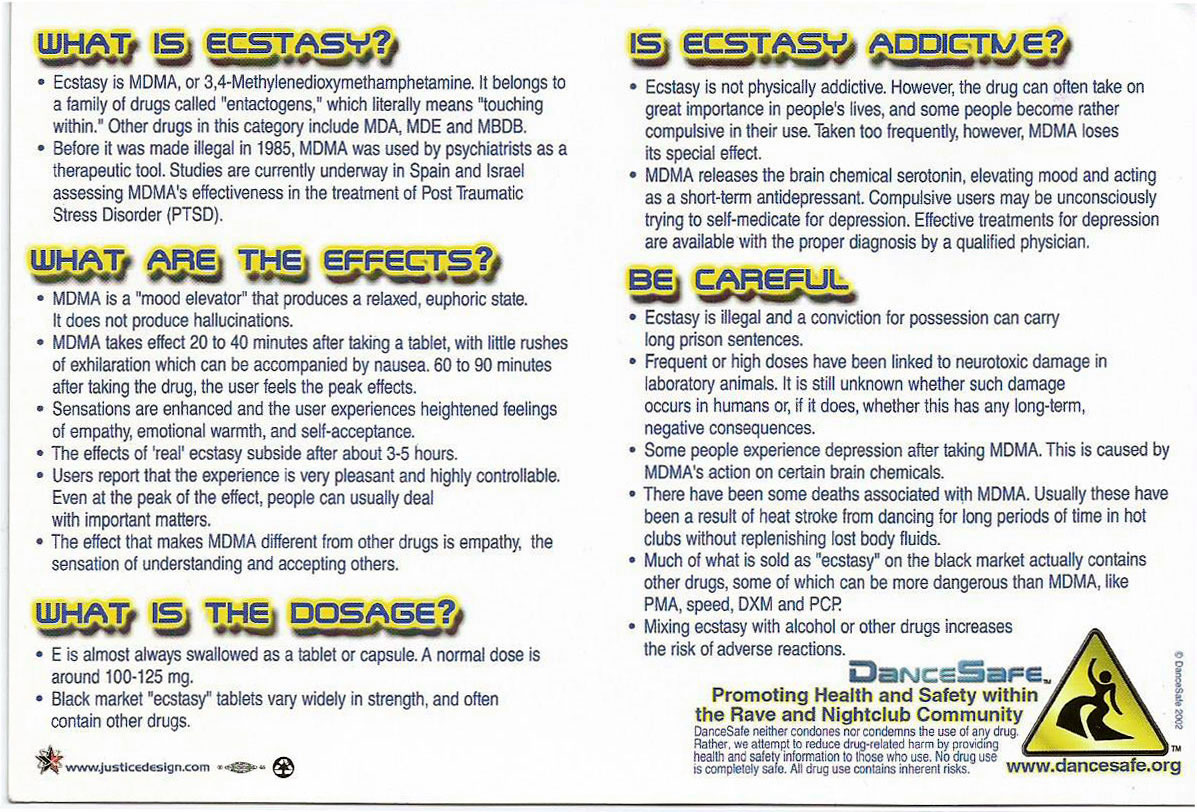 WHAT IS ECSTASY?
• Ecstasy is MDMA, or 3,4-Methylenedioxymethamphetamine. It belongs to
a family of drugs called "entactogens," which literally means "touching
within." Other drugs in this category include MDA, MDE and MBDB.
• Before it was made illegal in 1985, MDMA was used by psychiatrists as a
therapeutic tool. Studies are currently underway in Spain and Israel
assessing MDMA's effectiveness in the treatment of Post Traumatic
Stress Disorder (PTSD).
WHAT ARE THE EFFECTS?
• MDMA is a "mood elevator" that produces a relaxed, euphoric state.
It does not produce hallucinations.
• MDMA takes effect 20 to 40 minutes after taking a tablet, with little rushes
of exhilaration which can be accompanied by nausea. 60 to 90 minutes
after taking the drug, the user feels the peak effects.
• Sensations are enhanced and the user experiences heightened feelings
of empathy, emotional warmth, and self-acceptance.
• The effects of 'real' ecstasy subside after about 3-5 hours.
• Users report that the experience is very pleasant and highly controllable.
Even at the peak of the effect, people can usually deal
with important matters.
• The effect that makes MDMA different from other drugs is empathy, the
sensation of understanding and accepting others.
WHAT IS THE DOSAGE?
• E is almost always swallowed as a tablet or capsule. A normal dose is
around 100-125 mg.
• Black market "ecstasy" tablets vary widely in strength, and often
contain other drugs.
www.justicedesign.com
IS ECSTASY ADDICTIVE?
• Ecstasy is not physically addictive. However, the drug can often take on
great importance in people's lives, and some people become rather
compulsive in their use. Taken too frequently, however, MDMA loses
its special effect.
• MDMA releases the brain chemical serotonin, elevating mood and acting
as a short-term antidepressant. Compulsive users may be unconsciously
trying to self-medicate for depression. Effective treatments for depression
are available with the proper diagnosis by a qualified physician.
BE CAREFUL
• Ecstasy is illegal and a conviction for possession can carry
long prison sentences.
• Frequent or high doses have been linked to neurotoxic damage in
laboratory animals. It is still unknown whether such damage
occurs in humans or, if it does, whether this has any long-term,
negative consequences.
• Some people experience depression after taking MDMA. This is caused by
MDMA's action on certain brain chemicals.
• There have been some deaths associated with MDMA. Usually these have
been a result of heat stroke from dancing for long periods of time in hot
clubs without replenishing lost body fluids.
• Much of what is sold as "ecstasy" on the black market actually contains
other drugs, some of which can be more dangerous than MDMA, like
PMA, speed, DXM and PCP.
• Mixing ecstasy with alcohol or other drugs increases
the risk of adverse reactions.
DanceSafe™
Promoting Health and Safety within
the Rave and Nightclub Community
DanceSafe neither condones nor condemns the use of any drug.
Rather, we attempt to reduce drug-related harm by providing
health and safety information to those who use. No drug use
is completely safe. All drug use contains inherent risks.
TM
www.dancesafe.org
© DanceSafe 2002